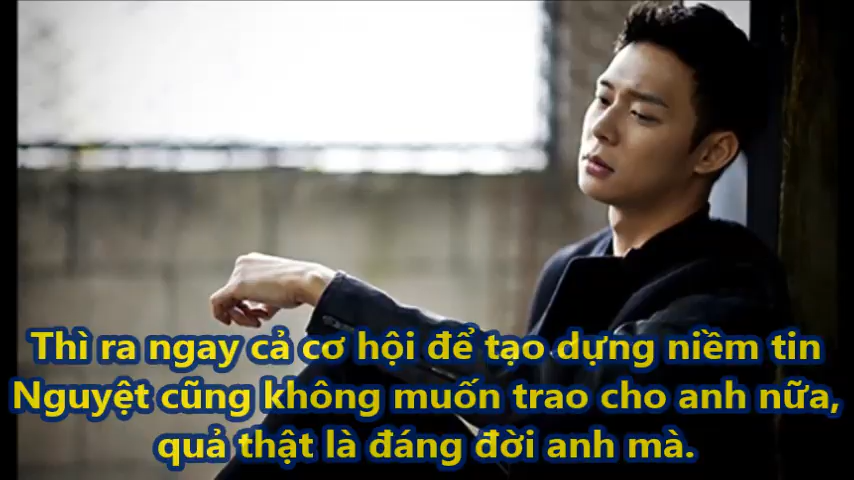 Thì ra ngay cả cơ hội để tạo dựng niềm tin
Nguyệt cũng không muốn trao cho anh nữa,
quả thật là đáng đời anh mà.